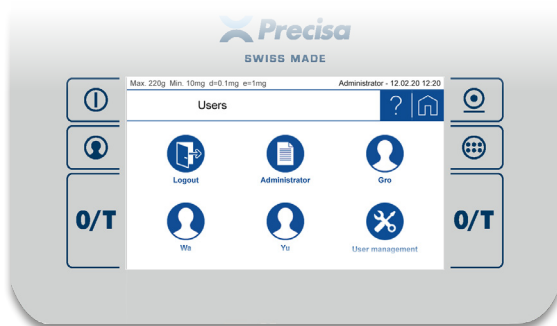 Precisa
SWISS MADE
Max. 220g Min. 10mg d=0.1mg e=1mg Administrator - 12.02.20 12:20
Users ?
Logout Administrator Gro
0/T 0/T
Wa Yu User management